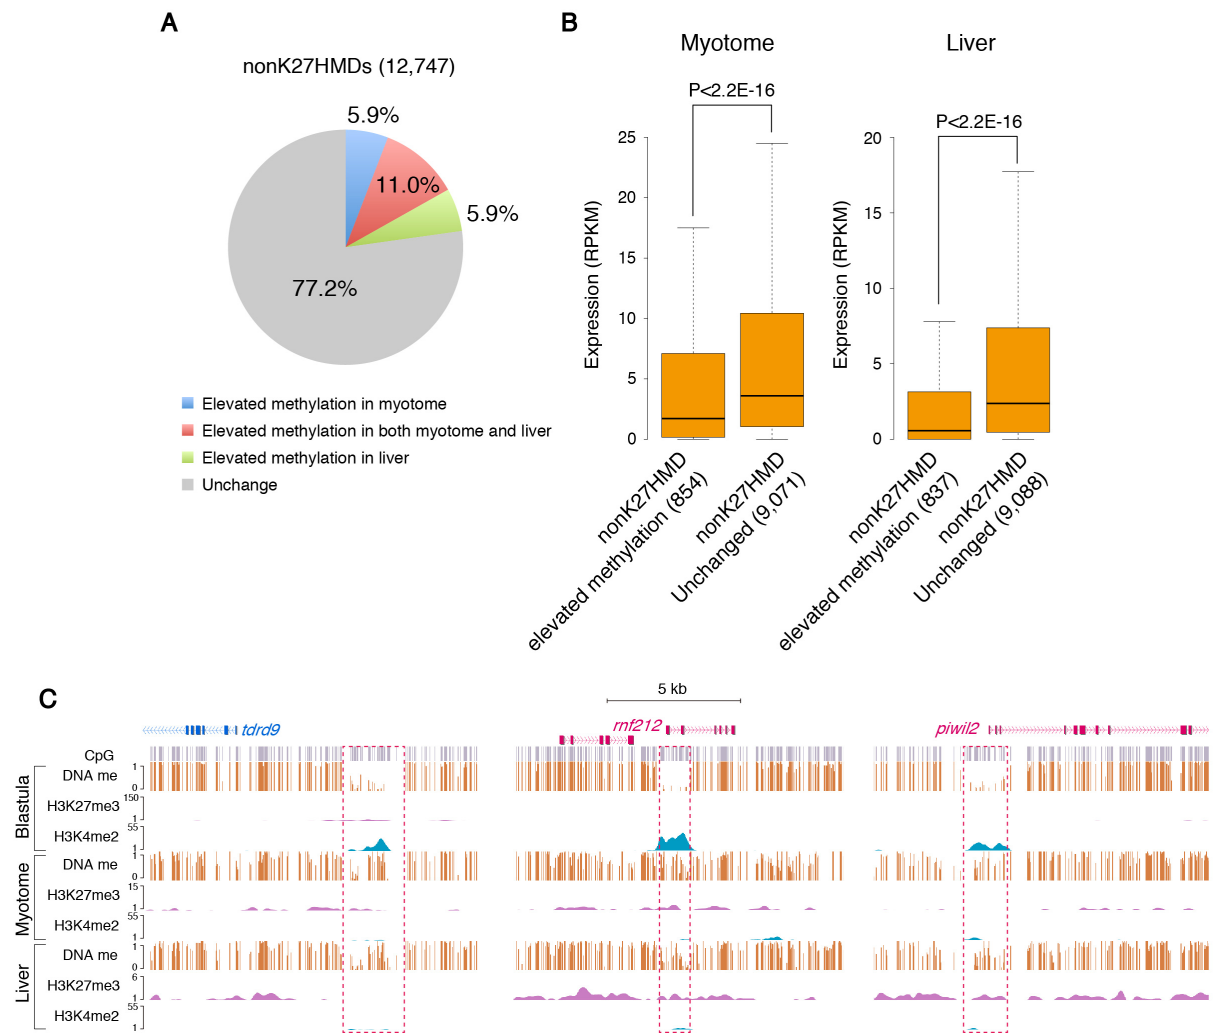 A
nonK27HMDs (12,747)
5.9%
11.0%
5.9%
77.2%
Elevated methylation in myotome
Elevated methylation in both myotome and liver
Elevated methylation in liver
Unchange
B
Myotome
P<2.2E-16
Expression (RPKM)
25
20
15
10
5
0
nonK27HMD
elevated methylation (854)
nonK27HMD
Unchanged (9,071)
Liver
P<2.2E-16
Expression (RPKM)
20
15
10
5
0
nonK27HMD
elevated methylation (837)
nonK27HMD
Unchanged (9,088)
C
5 kb
tdrd9
rnf212
piwil2
CpG
Blastula
DNA me
1
0
H3K27me3
150
1
H3K4me2
55
1
Myotome
DNA me
1
0
H3K27me3
15
1
H3K4me2
55
1
Liver
DNA me
1
0
H3K27me3
6
1
H3K4me2
55
1